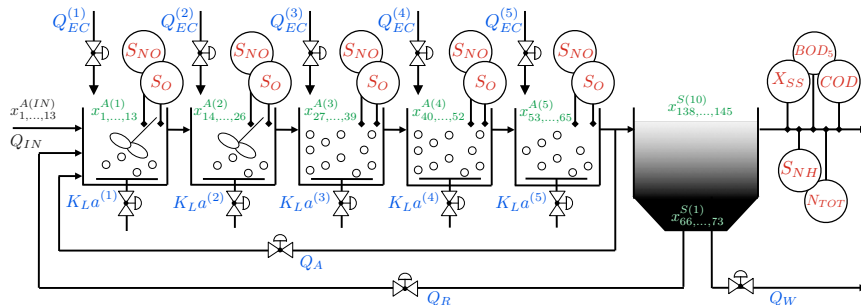 Q_{EC}^{(1)} Q_{EC}^{(2)} Q_{EC}^{(3)} Q_{EC}^{(4)} Q_{EC}^{(5)}
S_{NO} S_{NO} S_{NO} S_{NO} S_{NO} BOD_5
S_O S_O S_O S_O S_O X_{SS} COD
x_{1,...,13}^{A(IN)} x_{1,...,13}^{A(1)} x_{14,...,26}^{A(2)} x_{27,...,39}^{A(3)} x_{40,...,52}^{A(4)} x_{53,...,65}^{A(5)} x_{138,...,145}^{S(10)}
Q_{IN}
S_{NH}
K_La^{(1)} K_La^{(2)} K_La^{(3)} K_La^{(4)} K_La^{(5)} x_{66,...,73}^{S(1)} N_{TOT}
Q_A
Q_R Q_W